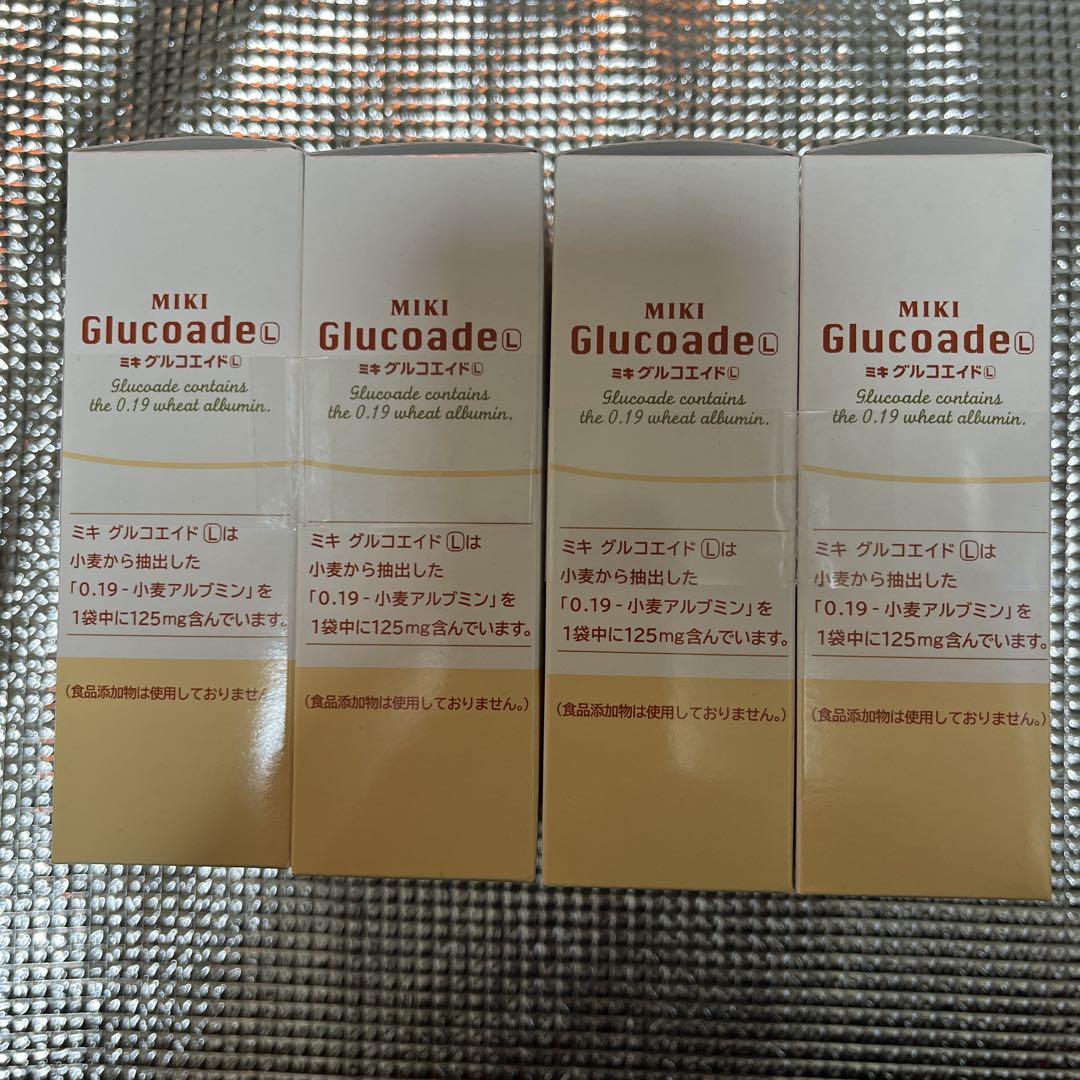 MIKI
Glucoade L
ミキ グルコエイド L
Glucoade contains
the 0.19 wheat albumin.
ミキ グルコエイド Lは
小麦から抽出した
「0.19-小麦アルブミン」を
1袋中に125mg含んでいます。
(食品添加物は使用しておりません
MIKI
Glucoade L
ミキ グルコエイド L
Glucoade contains
the 0.19 wheat albumin.
ミキ グルコエイド Lは
小麦から抽出した
「0.19-小麦アルブミン」を
1袋中に125mg含んでいます。
(食品添加物は使用しておりません。)
MIKI
Glucoade L
ミキ グルコエイド L
Glucoade contains
the 0.19 wheat albumin.
ミキ グルコエイド Lは
小麦から抽出した
「0.19-小麦アルブミン」を
1袋中に125mg含んでいます。
(食品添加物は使用しておりません。)
MIKI
Glucoade L
ミキ グルコエイド L
Glucoade contains
the 0.19 wheat albumin.
ミキ グルコエイド Lは
小麦から抽出した
「0.19-小麦アルブミン」を
1袋中に125mg含んでいます。
(食品添加物は使用しておりません。)